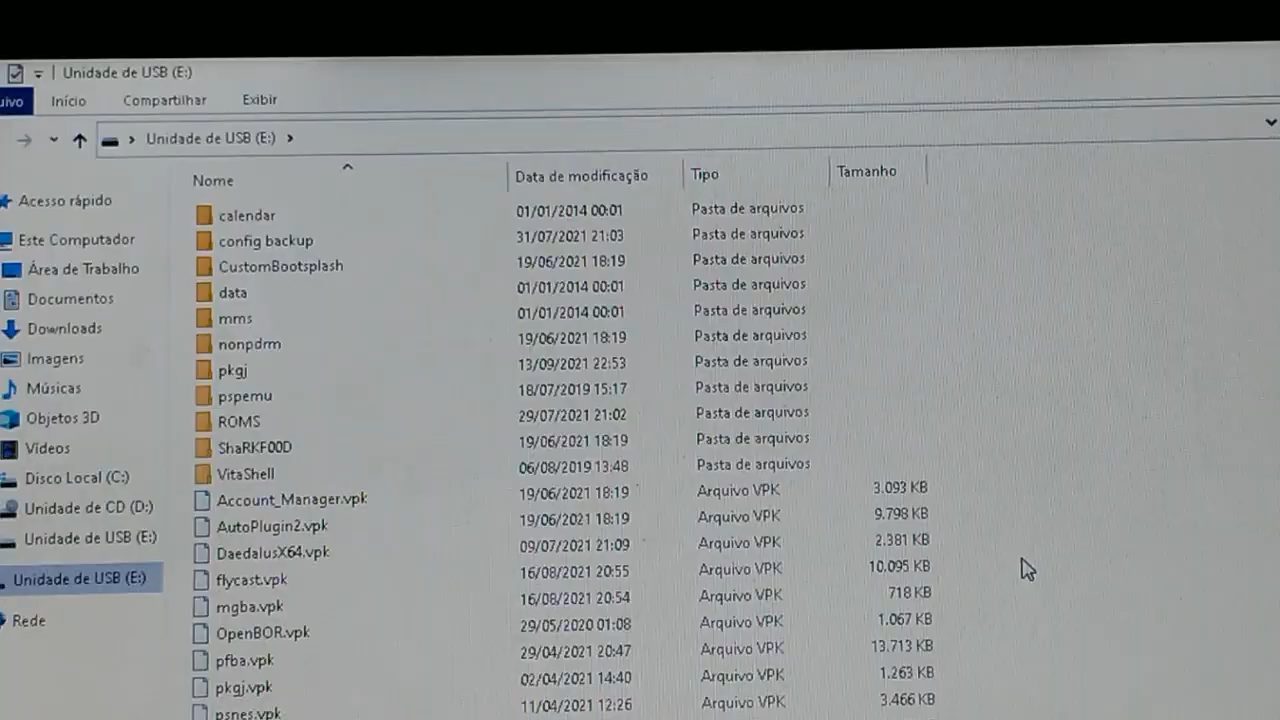 Unidade de USB (E:)
uivo Início Compartilhar Exibir
Unidade de USB (E:)
Acesso rápido
Este Computador
Área de Trabalho
Documentos
Downloads
Imagens
Músicas
Objetos 3D
Vídeos
Disco Local (C:)
Unidade de CD (D:)
Unidade de USB (E:)
Unidade de USB (E:)
Rede
Nome Data de modificação Tipo Tamanho
calendar 01/01/2014 00:01 Pasta de arquivos
config backup 31/07/2021 21:03 Pasta de arquivos
CustomBootsplash 19/06/2021 18:19 Pasta de arquivos
data 01/01/2014 00:01 Pasta de arquivos
mms 01/01/2014 00:01 Pasta de arquivos
nonpdrm 19/06/2021 18:19 Pasta de arquivos
pkgj 13/09/2021 22:53 Pasta de arquivos
pspemu 18/07/2019 15:17 Pasta de arquivos
ROMS 29/07/2021 21:02 Pasta de arquivos
ShaRKF00D 19/06/2021 18:19 Pasta de arquivos
VitaShell 06/08/2019 13:48 Pasta de arquivos
Account_Manager.vpk 19/06/2021 18:19 Arquivo VPK 3.093 KB
AutoPlugin2.vpk 19/06/2021 18:19 Arquivo VPK 9.798 KB
DaedalusX64.vpk 09/07/2021 21:09 Arquivo VPK 2.381 KB
flycast.vpk 16/08/2021 20:55 Arquivo VPK 10.095 KB
mgba.vpk 16/08/2021 20:54 Arquivo VPK 718 KB
OpenBOR.vpk 29/05/2020 01:08 Arquivo VPK 1.067 KB
pfba.vpk 29/04/2021 20:47 Arquivo VPK 13.713 KB
pkgj.vpk 02/04/2021 14:40 Arquivo VPK 1.263 KB
psnes.vpk 11/04/2021 12:26 Arquivo VPK 3.466 KB